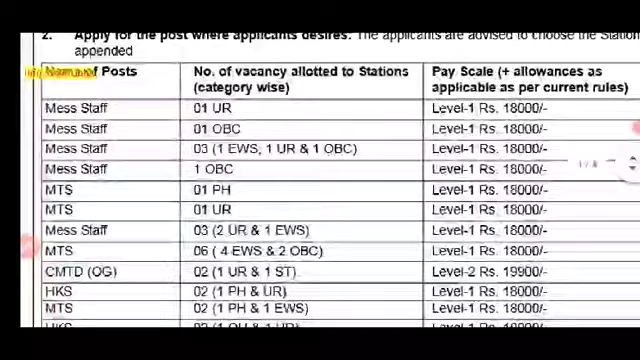 2. Apply for the post where applicants desires: The applicants are advised to choose the Station
appended
Name of Posts No. of vacancy allotted to Stations (category wise) Pay Scale (+ allowances as applicable as per current rules)
Mess Staff 01 UR Level-1 Rs. 18000/-
Mess Staff 01 OBC Level-1 Rs. 18000/-
Mess Staff 03 (1 EWS, 1 UR & 1 OBC) Level-1 Rs. 18000/-
Mess Staff 1 OBC Level-1 Rs. 18000/-
MTS 01 PH Level-1 Rs. 18000/-
MTS 01 UR Level-1 Rs. 18000/-
Mess Staff 03 (2 UR & 1 EWS) Level-1 Rs. 18000/-
MTS 06 ( 4 EWS & 2 OBC) Level-1 Rs. 18000/-
CMTD (OG) 02 (1 UR & 1 ST) Level-2 Rs. 19900/-
HKS 02 (1 PH & UR) Level-1 Rs. 18000/-
MTS 02 (1 PH & 1 EWS) Level-1 Rs. 18000/-
HKS Level-1 Rs. 18000/-